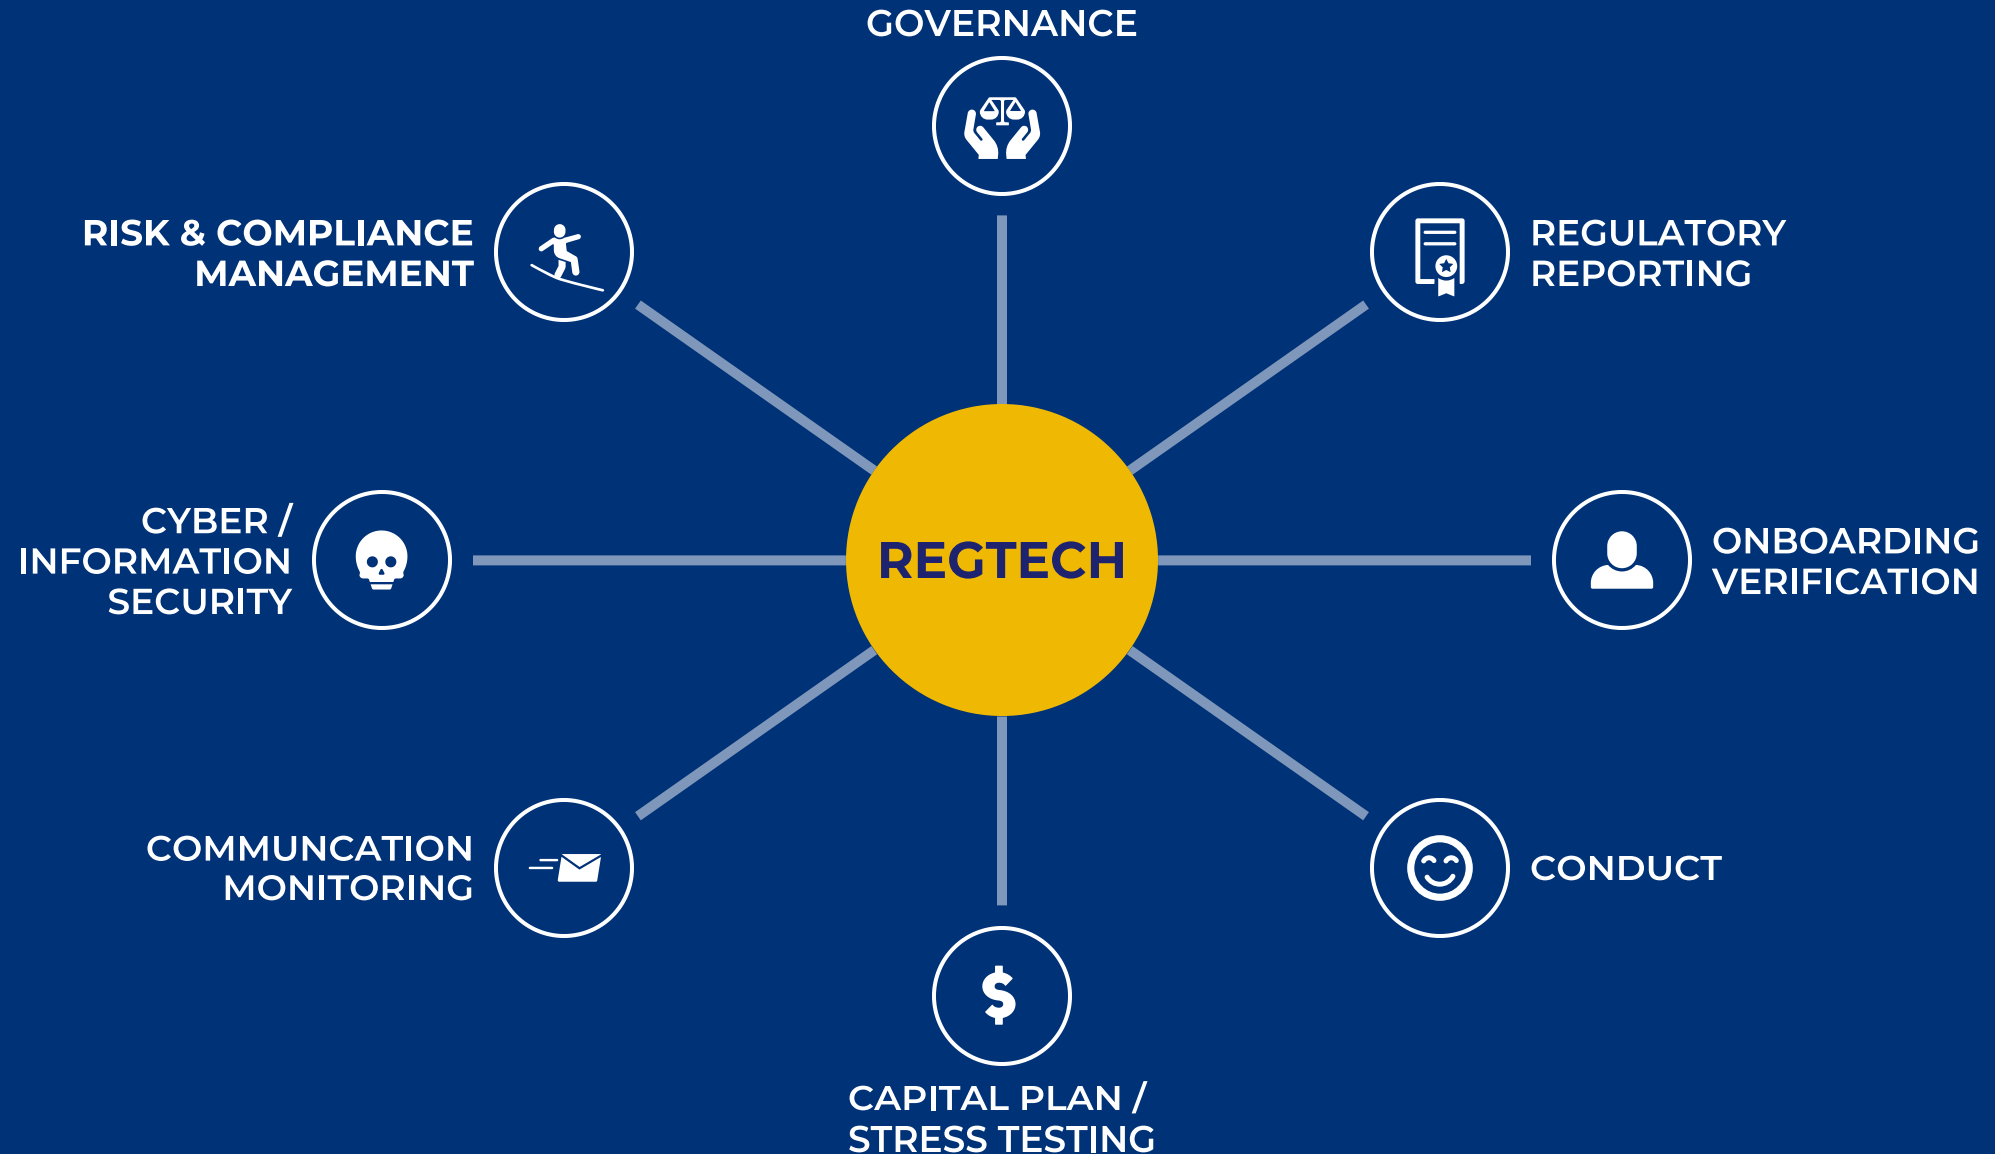 GOVERNANCE
RISK & COMPLIANCE
MANAGEMENT
REGULATORY
REPORTING
CYBER /
INFORMATION
SECURITY
REGTECH
ONBOARDING
VERIFICATION
COMMUNCATION
MONITORING
CONDUCT
$
CAPITAL PLAN /
STRESS TESTING